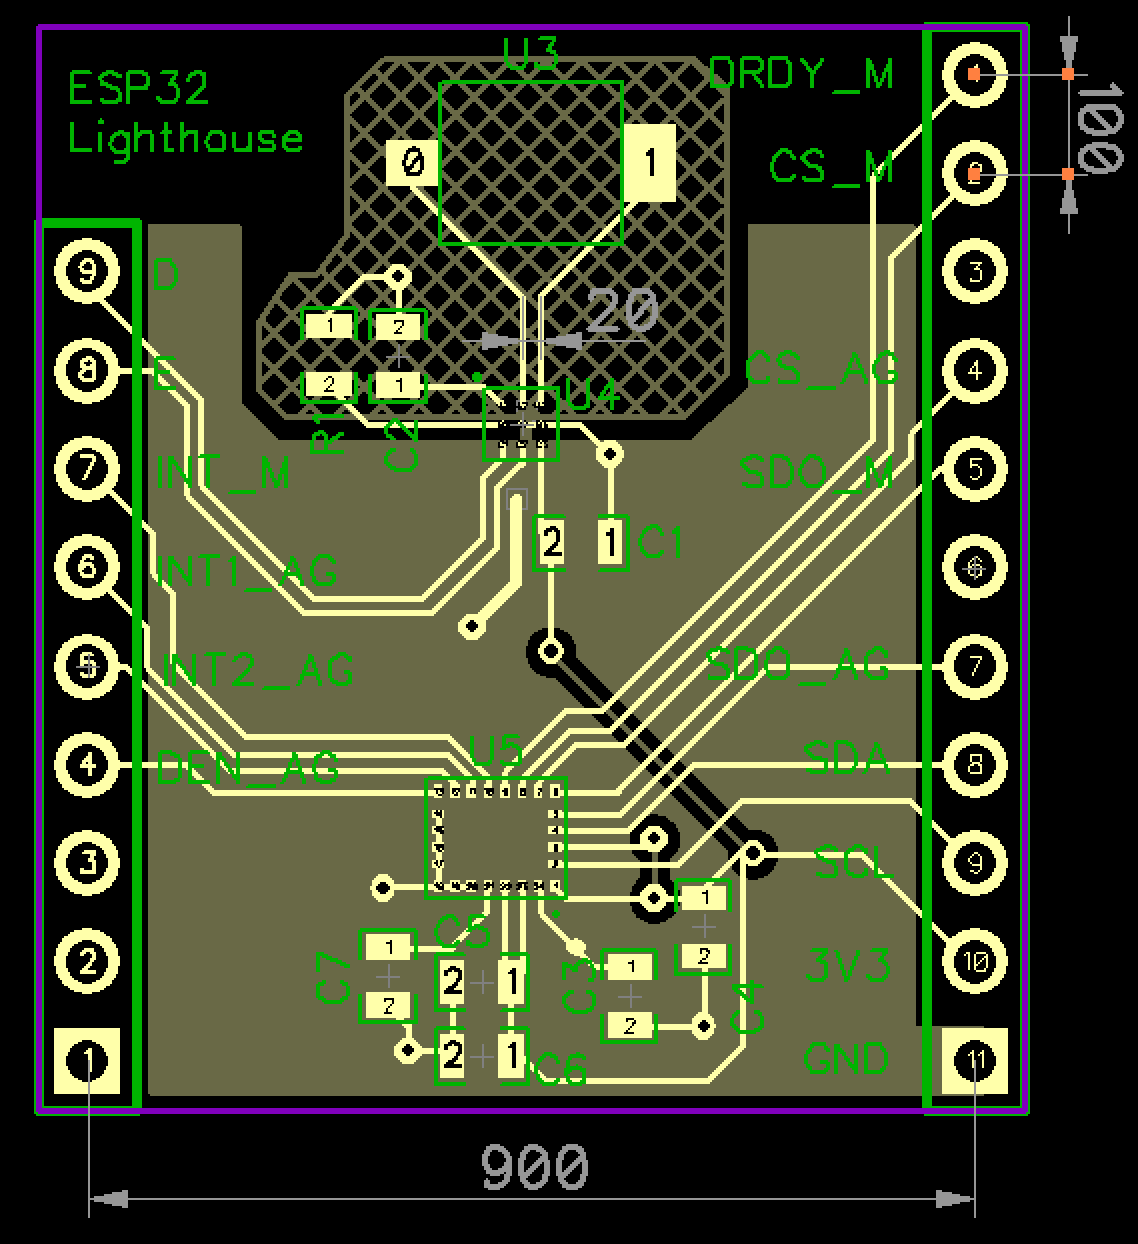 U3
DRDY_M
ESP32
Lighthouse
100
0
1
CS_M
2
3
9
D
20
1
2
8
E
2
1
CS_AG
4
U4
R1
C2
7
INT_M
SDO_M
5
2
1
C1
6
INT1_AG
6
5
INT2_AG
SDO_AG
7
U5
4
DEN_AG
SDA
8
3
SCL
9
1
C5
2
C7
1
2
2
1
C3
1
2
3V3
10
2
C4
1
2
1
C6
GND
11
900